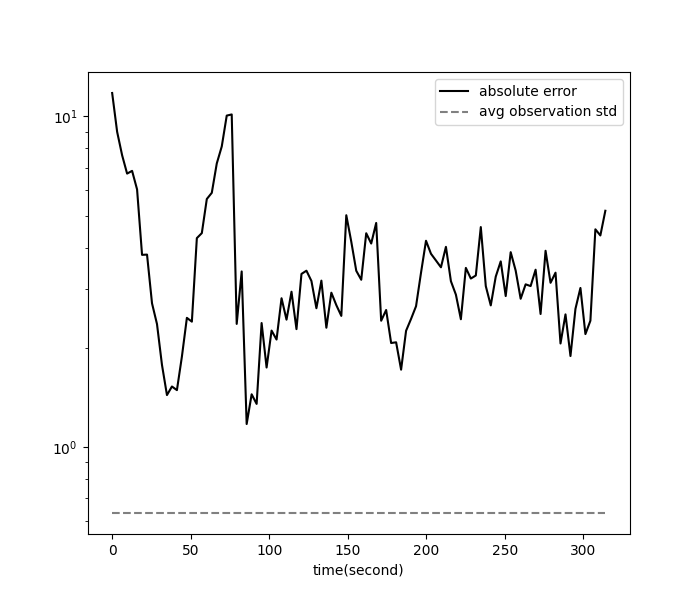 absolute error
avg observation std
10¹
10⁰
0 50 100 150 200 250 300
time(second)